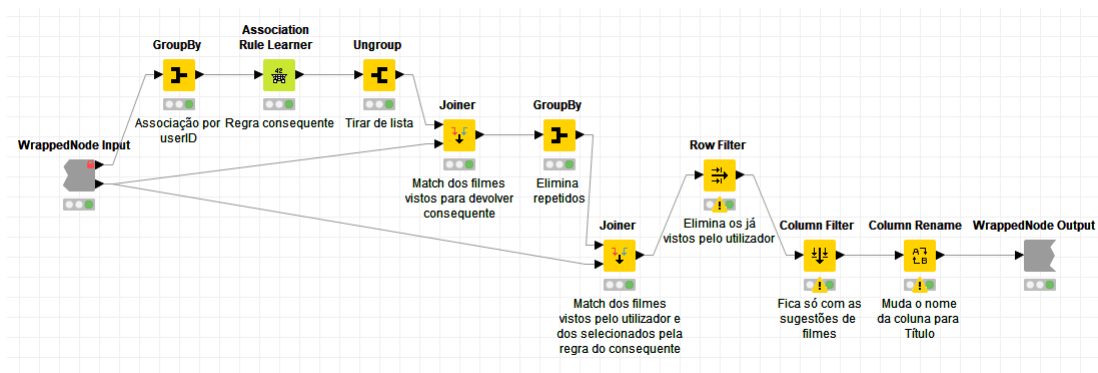 GroupBy
Associação por
userID
Association
Rule Learner
Regra consequente
Ungroup
Tirar de lista
WrappedNode Input
Joiner
Match dos filmes
vistos para devolver
consequente
GroupBy
Elimina
repetidos
Joiner
Match dos filmes
vistos pelo utilizador e
dos selecionados pela
regra do consequente
Row Filter
Elimina os já
vistos pelo utilizador
Column Filter
Fica só com as
sugestões de
filmes
Column Rename
Muda o nome
da coluna para
Título
WrappedNode Output